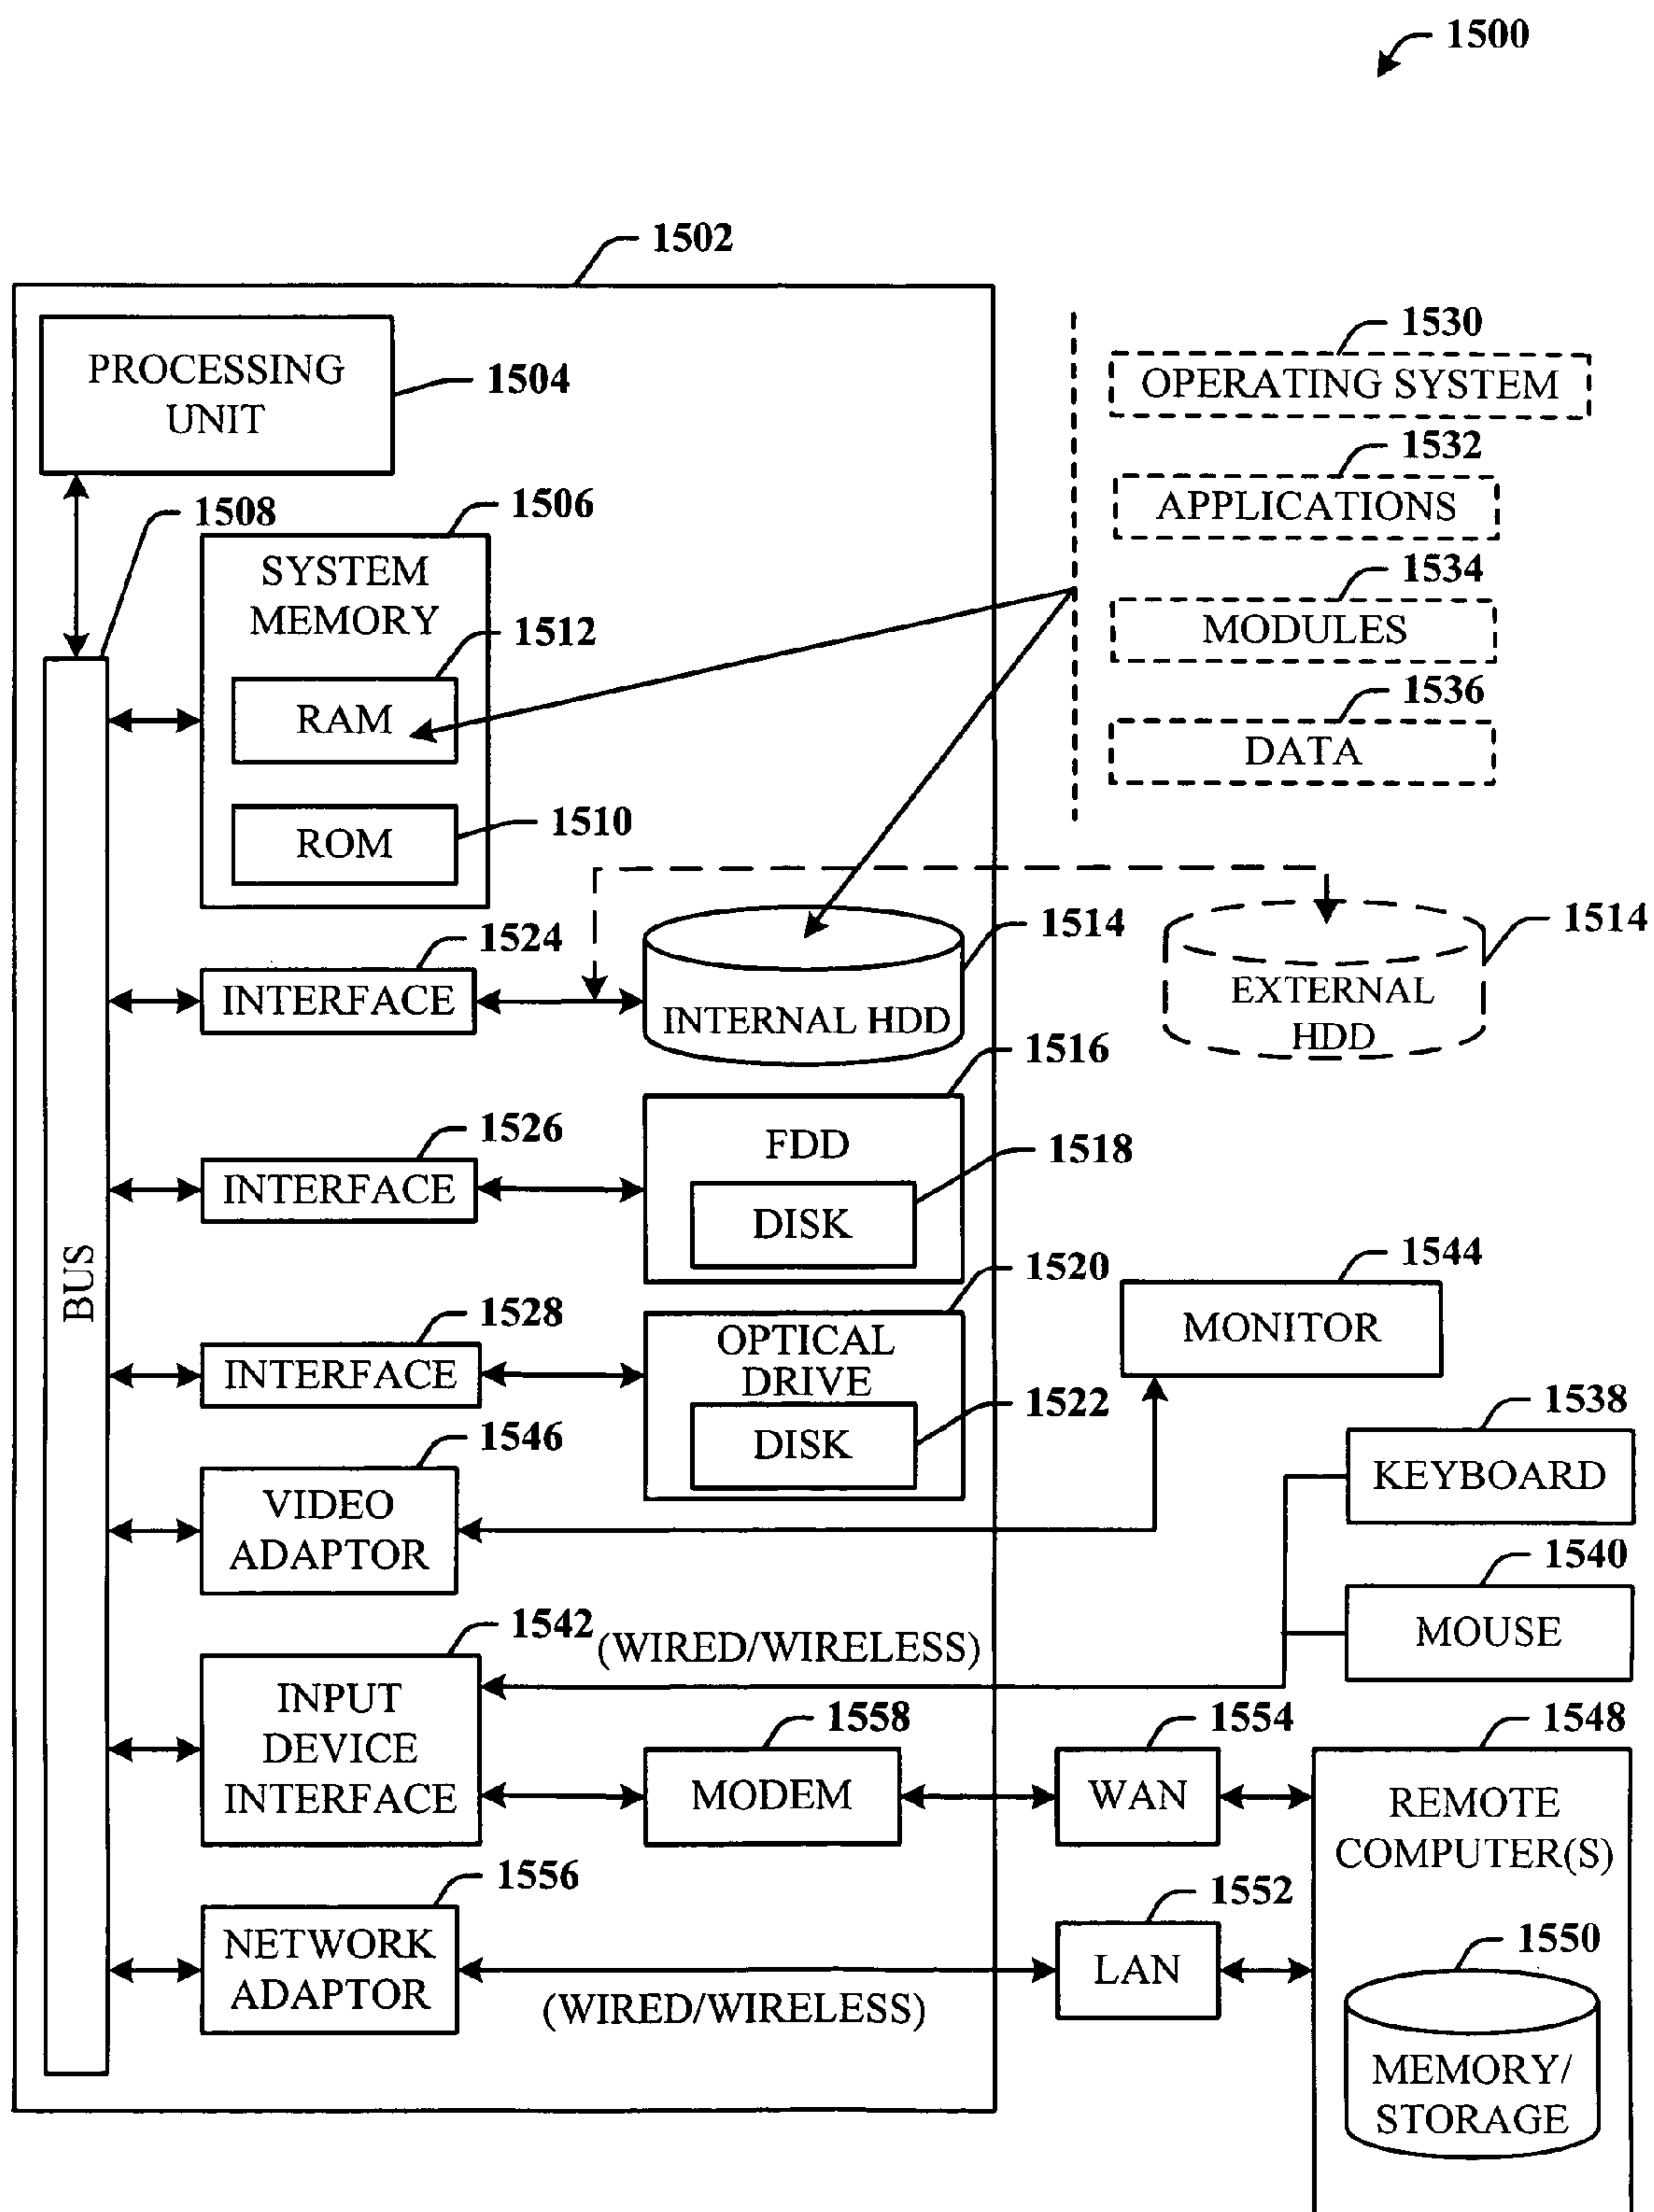 1500
1502
PROCESSING
UNIT
1504
1530
OPERATING SYSTEM
1532
APPLICATIONS
1534
MODULES
1536
DATA
1508
1506
SYSTEM
MEMORY
1512
RAM
1510
ROM
BUS
1524
INTERFACE
1514
INTERNAL HDD
1514
EXTERNAL
HDD
1526
INTERFACE
1516
FDD
1518
DISK
1528
INTERFACE
1520
OPTICAL
DRIVE
1522
DISK
1544
MONITOR
1546
VIDEO
ADAPTOR
1538
KEYBOARD
1540
MOUSE
1542
(WIRED/WIRELESS)
INPUT
DEVICE
INTERFACE
1558
MODEM
1554
WAN
1548
REMOTE
COMPUTER(S)
1556
NETWORK
ADAPTOR
(WIRED/WIRELESS)
1552
LAN
1550
MEMORY/
STORAGE